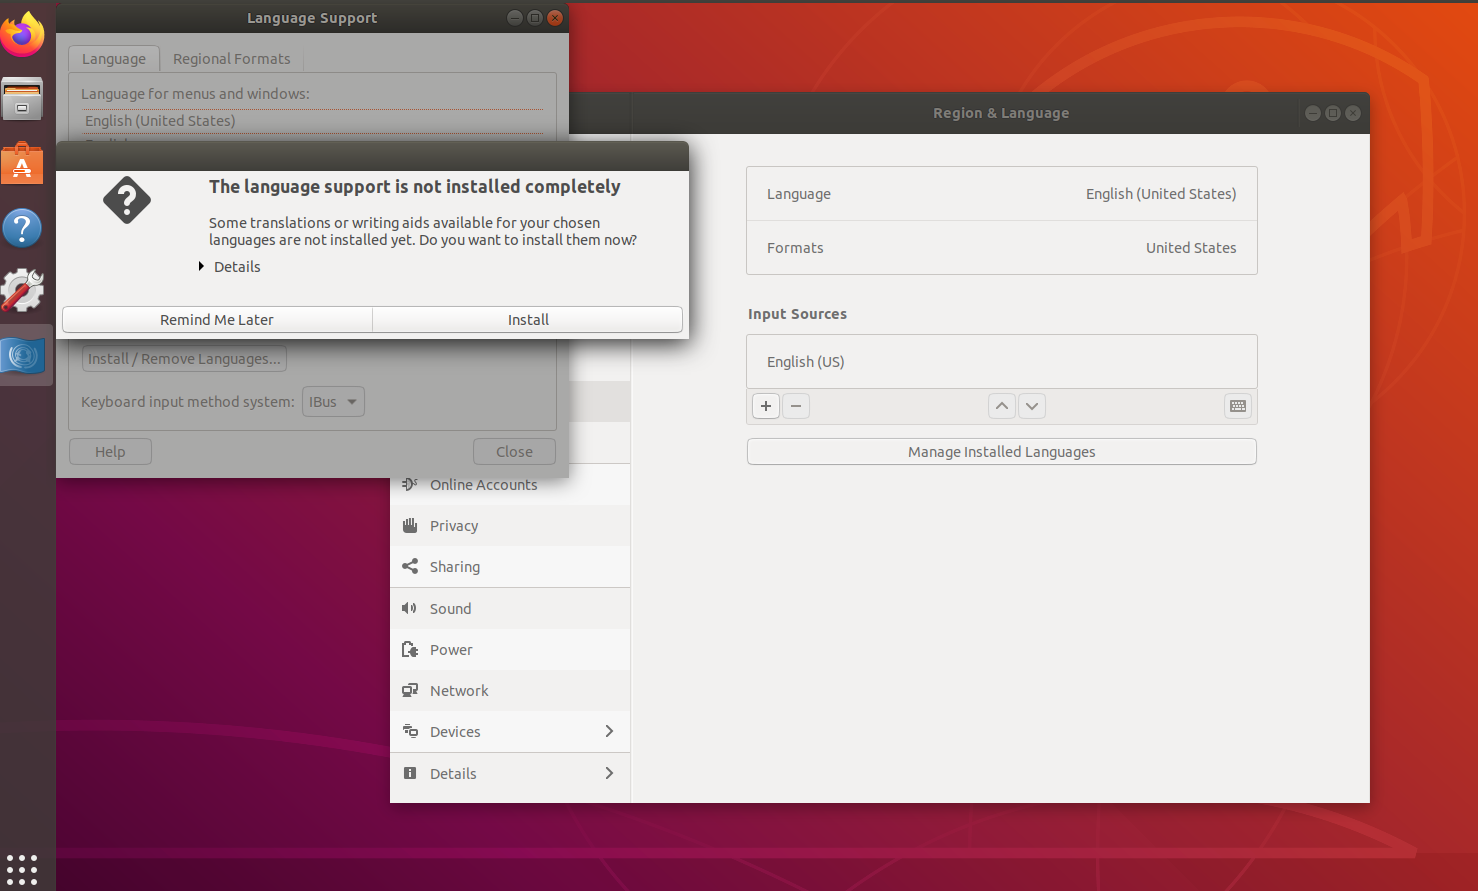 Language Support
Language
Regional Formats
Language for menus and windows:
English (United States)
The language support is not installed completely
Some translations or writing aids available for your chosen
languages are not installed yet. Do you want to install them now?
Details
Remind Me Later
Install
Install / Remove Languages...
Keyboard input method system:
IBus
Help
Close
Region & Language
Language
English (United States)
Formats
United States
Input Sources
English (US)
Manage Installed Languages
Online Accounts
Privacy
Sharing
Sound
Power
Network
Devices
Details